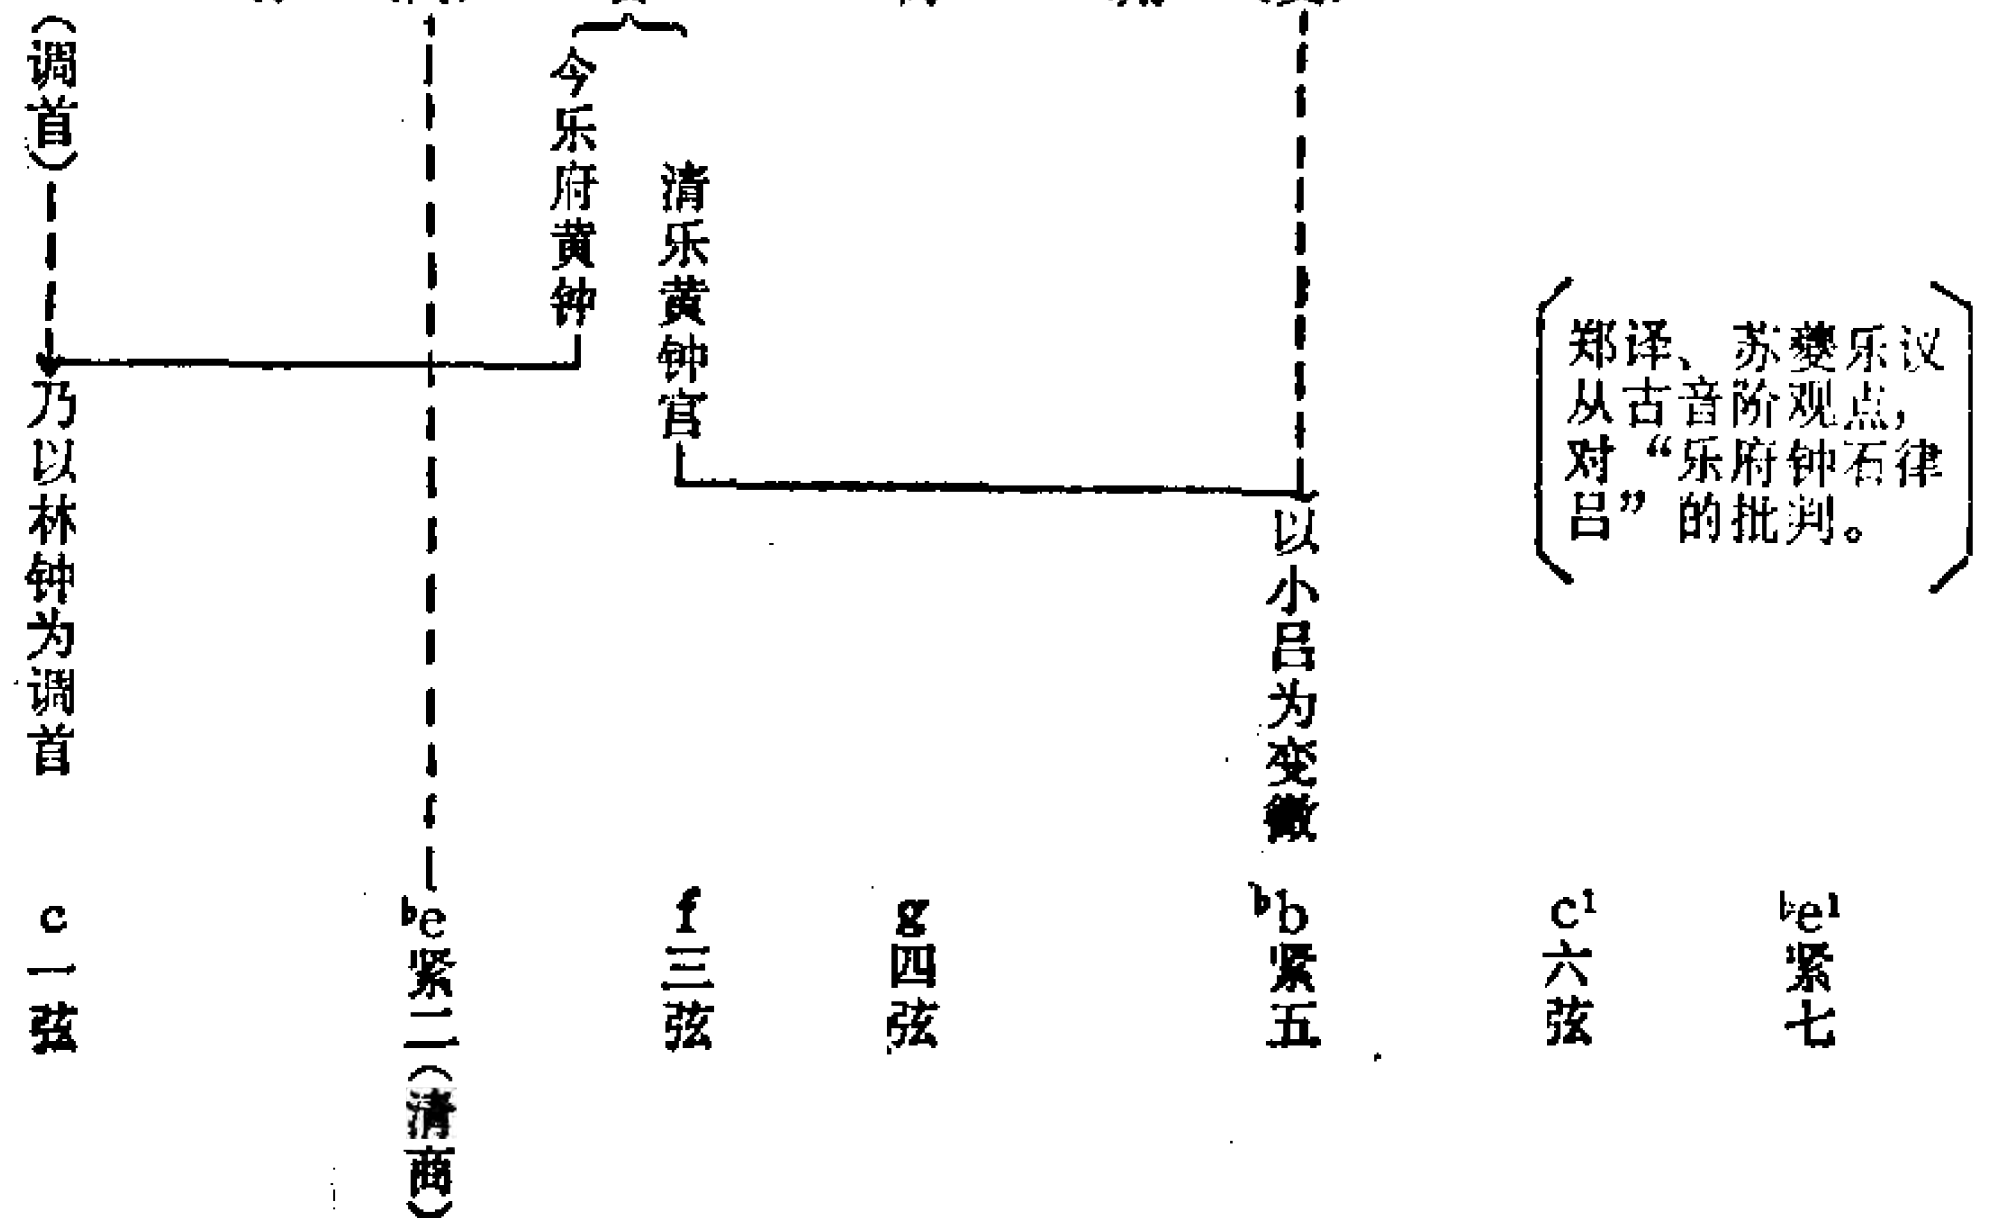 （调首）
乃以林钟为调首
今乐府黄钟
清乐黄钟宫
以小吕为变徵
郑译、苏夔乐议
从古音阶观点，
对“乐府钟石律
吕”的批判。
c
一弦
♭e
紧二（清商）
f
三弦
g
四弦
♭b
紧五
c¹
六弦
♭e¹
紧七